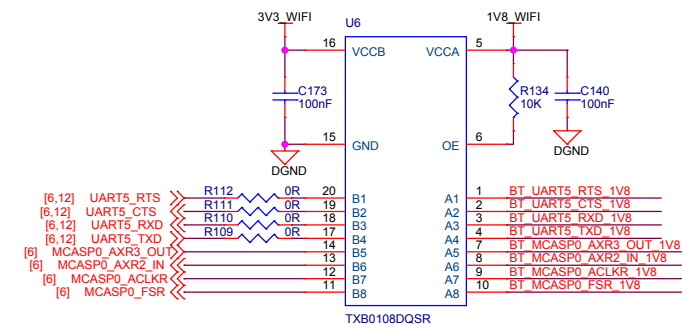 3V3_WIFI U6 1V8_WIFI
16 VCCB VCCA 5
C173 100nF
R134 10K
C140 100nF
15 GND OE 6
DGND
DGND
[6,12] UART5_RTS R112 0R 20 B1 A1 1 BT_UART5_RTS_1V8
[6,12] UART5_CTS R111 0R 19 B2 A2 2 BT_UART5_CTS_1V8
[6,12] UART5_RXD R110 0R 18 B3 A3 3 BT_UART5_RXD_1V8
[6,12] UART5_TXD R109 0R 17 B4 A4 4 BT_UART5_TXD_1V8
[6] MCASP0_AXR3_OUT 14 B5 A5 7 BT_MCASP0_AXR3_OUT_1V8
[6] MCASP0_AXR2_IN 13 B6 A6 8 BT_MCASP0_AXR2_IN_1V8
[6] MCASP0_ACLKR 12 B7 A7 9 BT_MCASP0_ACLKR_1V8
[6] MCASP0_FSR 11 B8 A8 10 BT_MCASP0_FSR_1V8
TXB0108DQSR